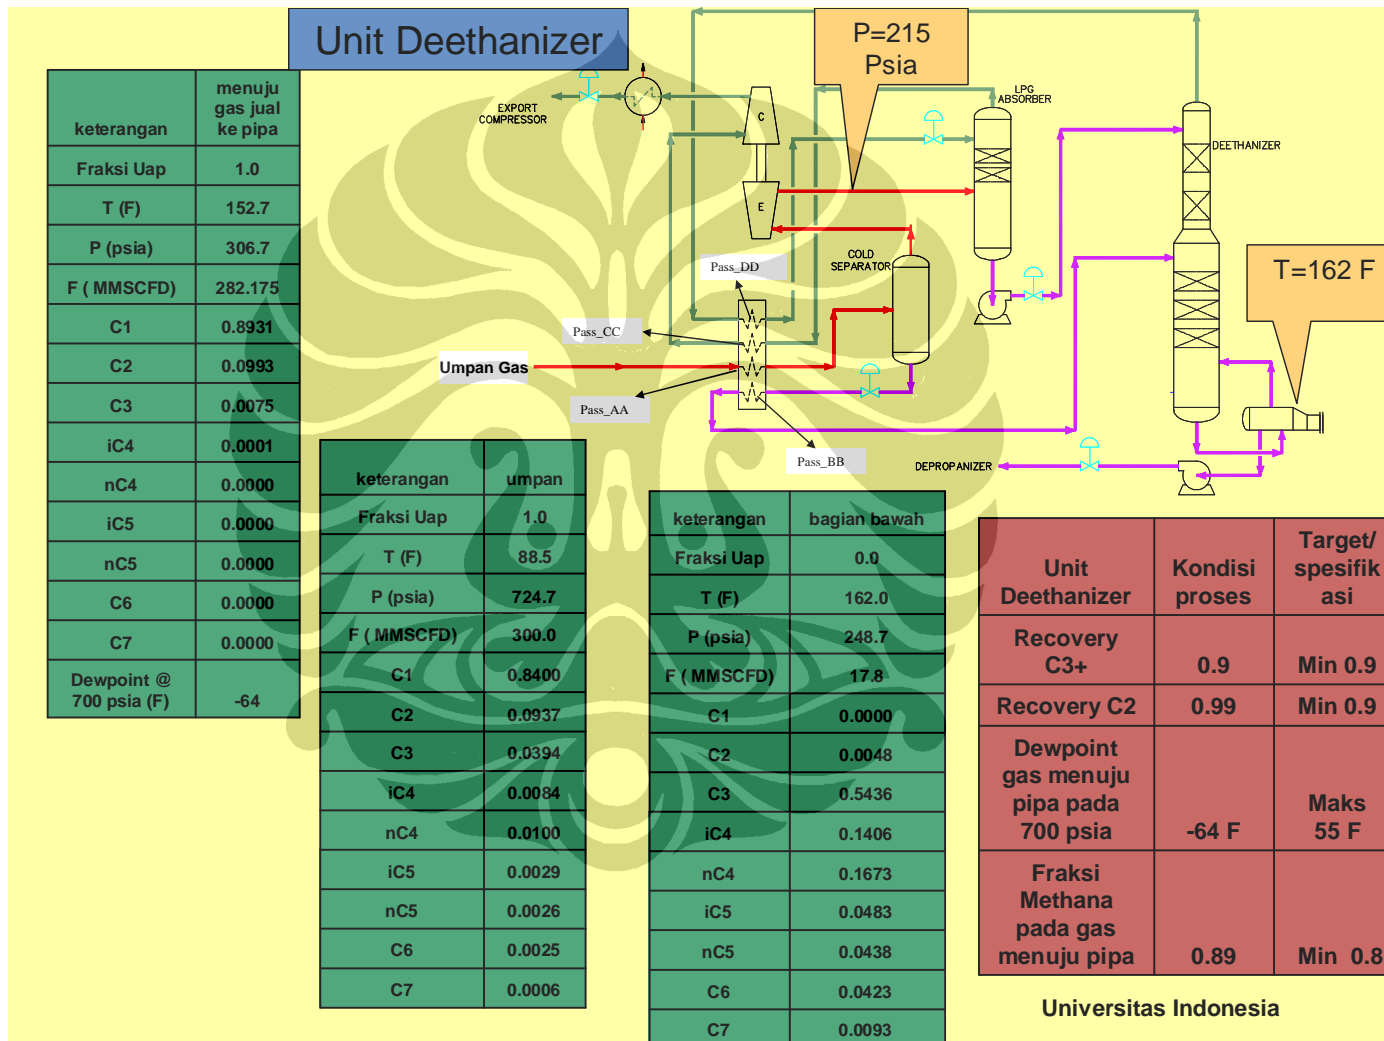 Unit Deethanizer
P=215
Psia
T=162 F
EXPORT
COMPRESSOR
C
E
LPG
ABSORBER
DEETHANIZER
COLD
SEPARATOR
Pass_DD
Pass_CC
Umpan Gas
Pass_AA
Pass_BB
DEPROPANIZER
keterangan menuju gas jual ke pipa
Fraksi Uap 1.0
T (F) 152.7
P (psia) 306.7
F ( MMSCFD) 282.175
C1 0.8931
C2 0.0993
C3 0.0075
iC4 0.0001
nC4 0.0000
iC5 0.0000
nC5 0.0000
C6 0.0000
C7 0.0000
Dewpoint @ 700 psia (F) -64
keterangan umpan
Fraksi Uap 1.0
T (F) 88.5
P (psia) 724.7
F ( MMSCFD) 300.0
C1 0.8400
C2 0.0937
C3 0.0394
iC4 0.0084
nC4 0.0100
iC5 0.0029
nC5 0.0026
C6 0.0025
C7 0.0006
keterangan bagian bawah
Fraksi Uap 0.0
T (F) 162.0
P (psia) 248.7
F ( MMSCFD) 17.8
C1 0.0000
C2 0.0048
C3 0.5436
iC4 0.1406
nC4 0.1673
iC5 0.0483
nC5 0.0438
C6 0.0423
C7 0.0093
Unit Deethanizer Kondisi proses Target/ spesifik asi
Recovery C3+ 0.9 Min 0.9
Recovery C2 0.99 Min 0.9
Dewpoint gas menuju pipa pada 700 psia -64 F Maks 55 F
Fraksi Methana pada gas menuju pipa 0.89 Min 0.8
Universitas Indonesia